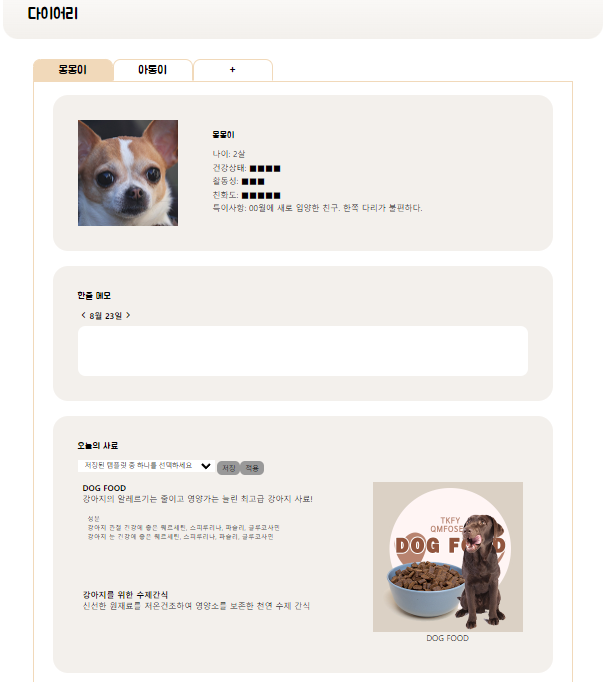 다이어리
몽몽이
아롱이
+
몽몽이
나이: 2살
건강상태: ■■■■
활동성: ■■■
친화도: ■■■■■
특이사항: 00월에 새로 입양한 친구. 한쪽 다리가 불편하다.
한줄 메모
< 8월 23일 >
오늘의 사료
저장된 템플릿 중 하나를 선택하세요
저장
적용
DOG FOOD
강아지의 알레르기는 줄이고 영양가는 높인 최고급 강아지 사료!
성분
강아지 관절 건강에 좋은 퀘르세틴, 스피루리나, 파슬리, 글루코사민
강아지 눈 건강에 좋은 퀘르세틴, 스피루리나, 파슬리, 글루코사민
강아지를 위한 수제간식
신선한 원재료를 저온건조하여 영양소를 보존한 천연 수제 간식
TKFY
QMFOSE
DOG F D
DOG FOOD